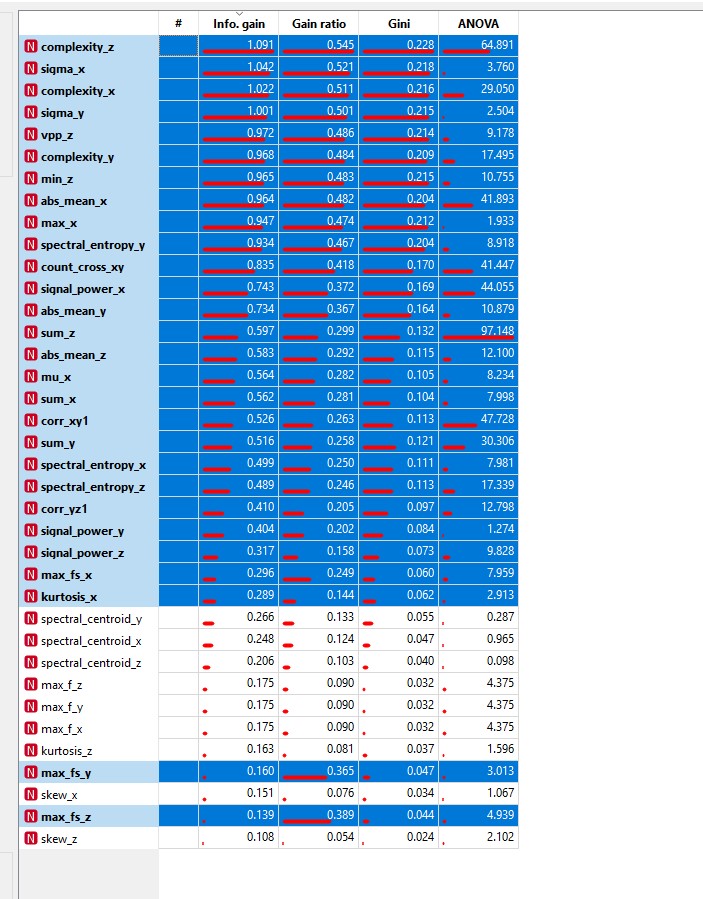 # Info. gain Gain ratio Gini ANOVA
N complexity_z 1.091 0.545 0.228 64.891
N sigma_x 1.042 0.521 0.218 3.760
N complexity_x 1.022 0.511 0.216 29.050
N sigma_y 1.001 0.501 0.215 2.504
N vpp_z 0.972 0.486 0.214 9.178
N complexity_y 0.968 0.484 0.209 17.495
N min_z 0.965 0.483 0.215 10.755
N abs_mean_x 0.964 0.482 0.204 41.893
N max_x 0.947 0.474 0.212 1.933
N spectral_entropy_y 0.934 0.467 0.204 8.918
N count_cross_xy 0.835 0.418 0.170 41.447
N signal_power_x 0.743 0.372 0.169 44.055
N abs_mean_y 0.734 0.367 0.164 10.879
N sum_z 0.597 0.299 0.132 97.148
N abs_mean_z 0.583 0.292 0.115 12.100
N mu_x 0.564 0.282 0.105 8.234
N sum_x 0.562 0.281 0.104 7.998
N corr_xy1 0.526 0.263 0.113 47.728
N sum_y 0.516 0.258 0.121 30.306
N spectral_entropy_x 0.499 0.250 0.111 7.981
N spectral_entropy_z 0.489 0.246 0.113 17.339
N corr_yz1 0.410 0.205 0.097 12.798
N signal_power_y 0.404 0.202 0.084 1.274
N signal_power_z 0.317 0.158 0.073 9.828
N max_fs_x 0.296 0.249 0.060 7.959
N kurtosis_x 0.289 0.144 0.062 2.913
N spectral_centroid_y 0.266 0.133 0.055 0.287
N spectral_centroid_x 0.248 0.124 0.047 0.965
N spectral_centroid_z 0.206 0.103 0.040 0.098
N max_f_z 0.175 0.090 0.032 4.375
N max_f_y 0.175 0.090 0.032 4.375
N max_f_x 0.175 0.090 0.032 4.375
N kurtosis_z 0.163 0.081 0.037 1.596
N max_fs_y 0.160 0.365 0.047 3.013
N skew_x 0.151 0.076 0.034 1.067
N max_fs_z 0.139 0.389 0.044 4.939
N skew_z 0.108 0.054 0.024 2.102